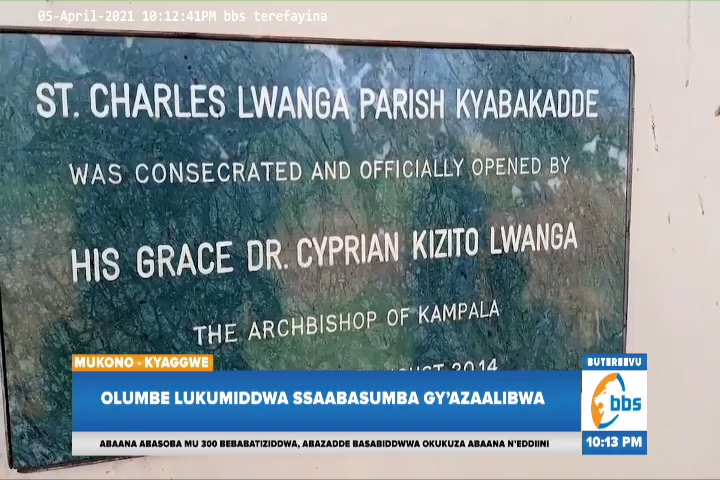 05-April-2021 10:12:41PM bbs terefayina
ST. CHARLES LWANGA PARISH KYABAKADDE
WAS CONSECRATED AND OFFICIALLY OPENED BY
HIS GRACE DR. CYPRIAN KIZITO LWANGA
THE ARCHBISHOP OF KAMPALA
2014
MUKONO - KYAGGWE
BUTEREEVU
OLUMBE LUKUMIDDWA SSAABASUMBA GY'AZAALIBWA
bbs
ABAANA ABASOBA MU 300 BEBABATIZIDDWA, ABAZADDE BASABIDDWWA OKUKUZA ABAANA N'EDDIINI
10:13 PM